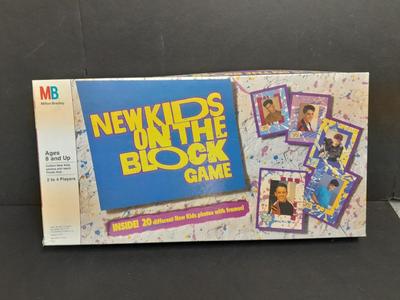 MB
Milton Bradley
NEW KIDS
ON THE
BLOCK
GAME
Ages
8 and Up
2 to 4 Players
INSIDE! 20 different New Kids photos with frames!